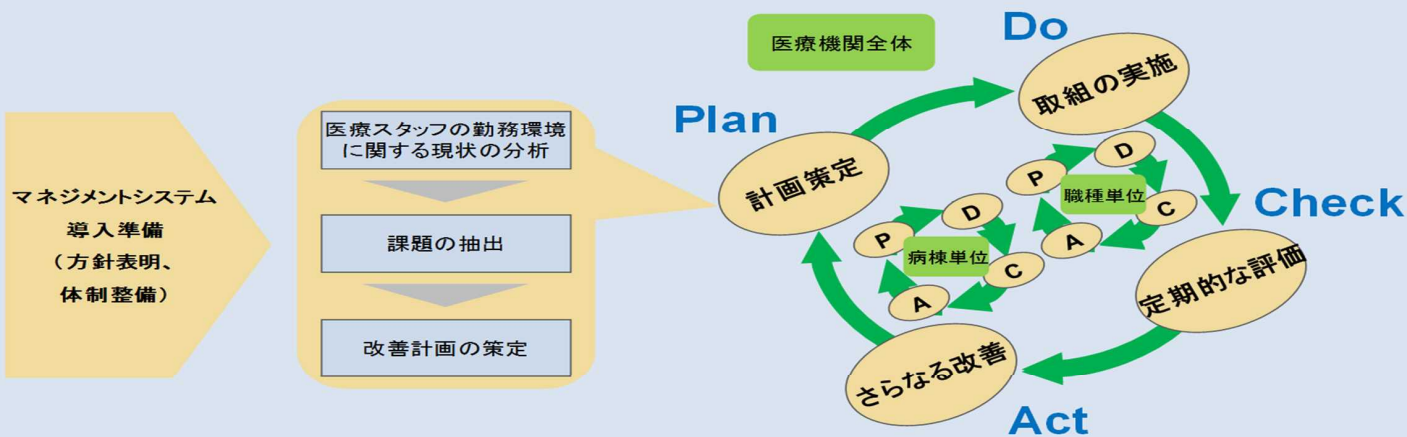 マネジメントシステム
導入準備
（方針表明、
体制整備）
医療スタッフの勤務環境
に関する現状の分析
課題の抽出
改善計画の策定
医療機関全体
Plan
計画策定
Do
取組の実施
Check
定期的な評価
Act
さらなる改善
職種単位
P
D
C
A
病棟単位
P
D
C
A